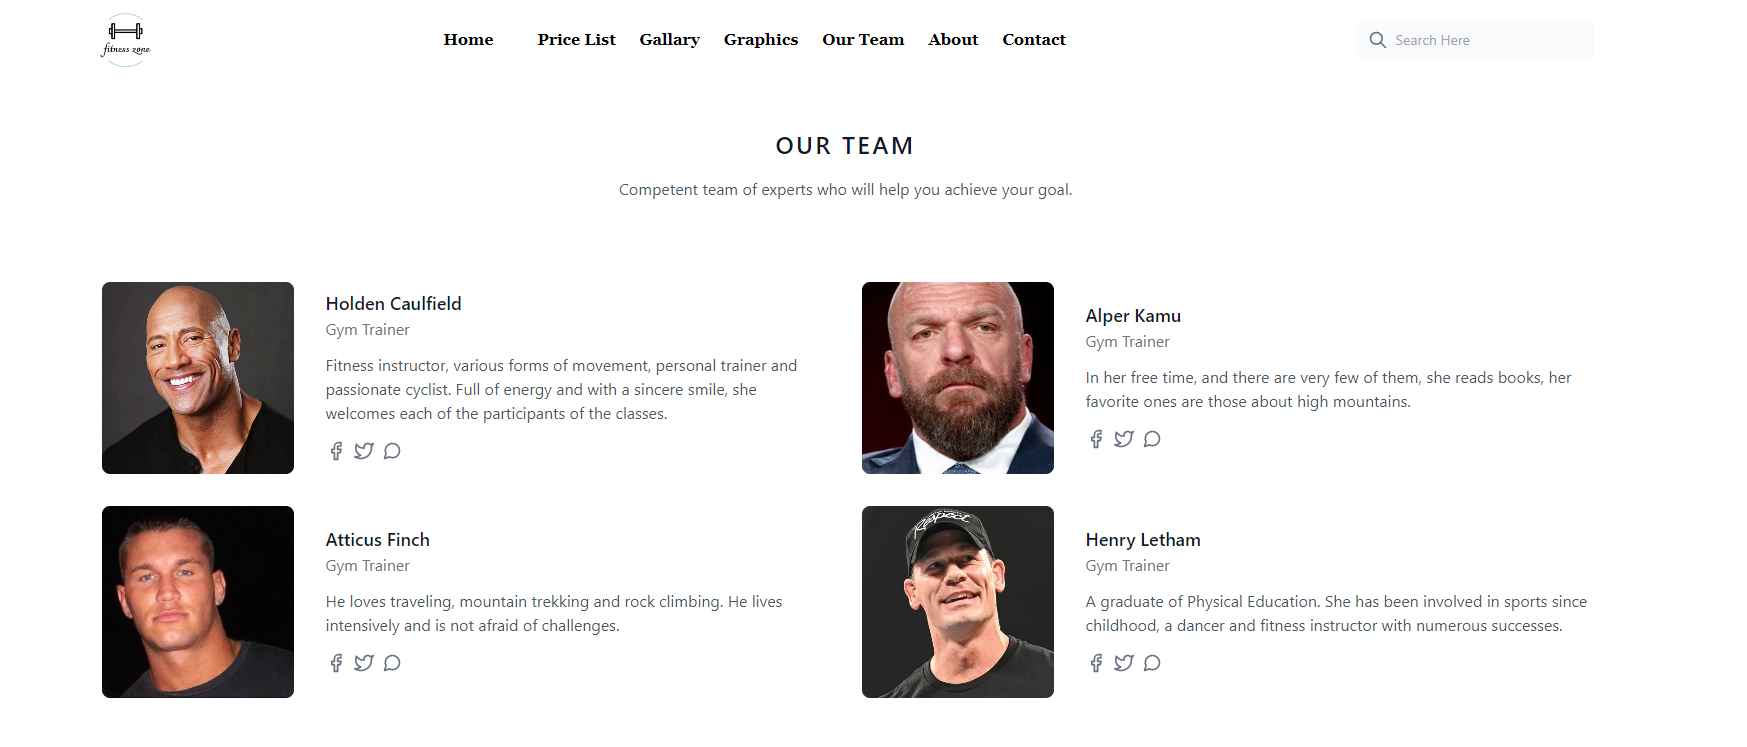 fitness zone
Home Price List Gallary Graphics Our Team About Contact
Search Here
OUR TEAM
Competent team of experts who will help you achieve your goal.
Holden Caulfield
Gym Trainer
Fitness instructor, various forms of movement, personal trainer and
passionate cyclist. Full of energy and with a sincere smile, she
welcomes each of the participants of the classes.
Alper Kamu
Gym Trainer
In her free time, and there are very few of them, she reads books, her
favorite ones are those about high mountains.
Atticus Finch
Gym Trainer
He loves traveling, mountain trekking and rock climbing. He lives
intensively and is not afraid of challenges.
Respect
Henry Letham
Gym Trainer
A graduate of Physical Education. She has been involved in sports since
childhood, a dancer and fitness instructor with numerous successes.